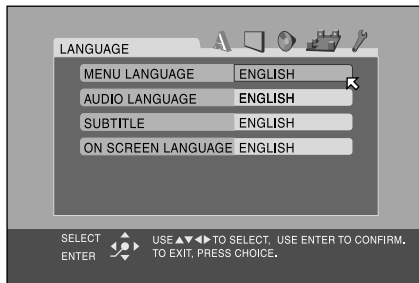 LANGUAGE
MENU LANGUAGE ENGLISH
AUDIO LANGUAGE ENGLISH
SUBTITLE ENGLISH
ON SCREEN LANGUAGE ENGLISH
SELECT
ENTER
USE ▲▼◀▶ TO SELECT, USE ENTER TO CONFIRM.
TO EXIT, PRESS CHOICE.